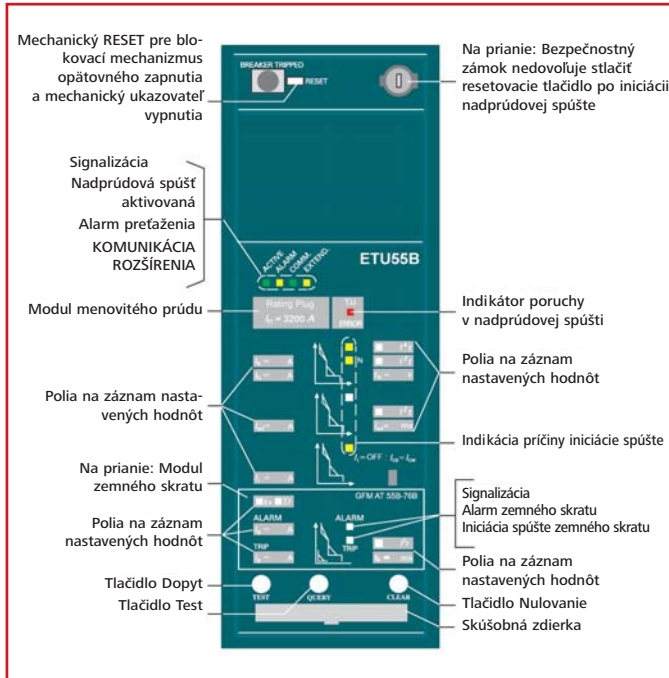 Mechanický RESET pre blo-
kovací mechanizmus
opätovného zapnutia
a mechanický ukazovateľ
vypnutia
BREAKER TRIPPED
RESET
Na prianie: Bezpečnostný
zámok nedovoľuje stlačiť
resetovacie tlačidlo po iniciácii
nadprúdovej spúšte
Signalizácia
Nadprúdová spúšť
aktivovaná
Alarm preťaženia
KOMUNIKÁCIA
ROZŠÍRENIA
ACTIVE
ALARM
COMM.
EXTEND.
ETU55B
Modul menovitého prúdu
Rating Plug
In = 3200 A
TU
ERROR
Indikátor poruchy
v nadprúdovej spúšti
N
Polia na záznam
nastavených hodnôt
Polia na záznam nasta-
vených hodnôt
Indikácia príčiny iniciácie spúšte
Na prianie: Modul
zemného skratu
GFM AT 55B-76B
Signalizácia
Alarm zemného skratu
Iniciácia spúšte zemného skratu
Polia na záznam
nastavených hodnôt
ALARM
TRIP
ALARM
TRIP
Polia na záznam
nastavených hodnôt
Tlačidlo Dopyt
Tlačidlo Test
TEST
QUERY
CLEAR
Tlačidlo Nulovanie
Skúšobná zdierka